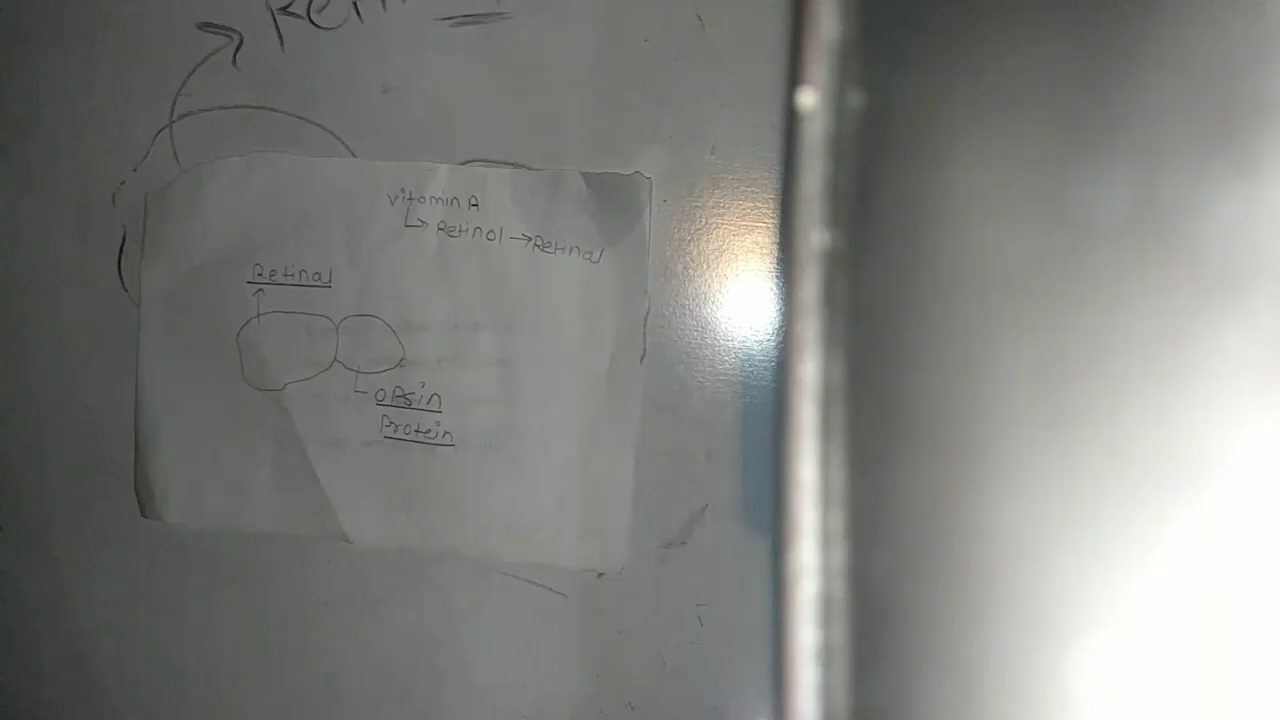 vitamin A
↳ Retinol → Retinal
Retinal
opsin
Protein